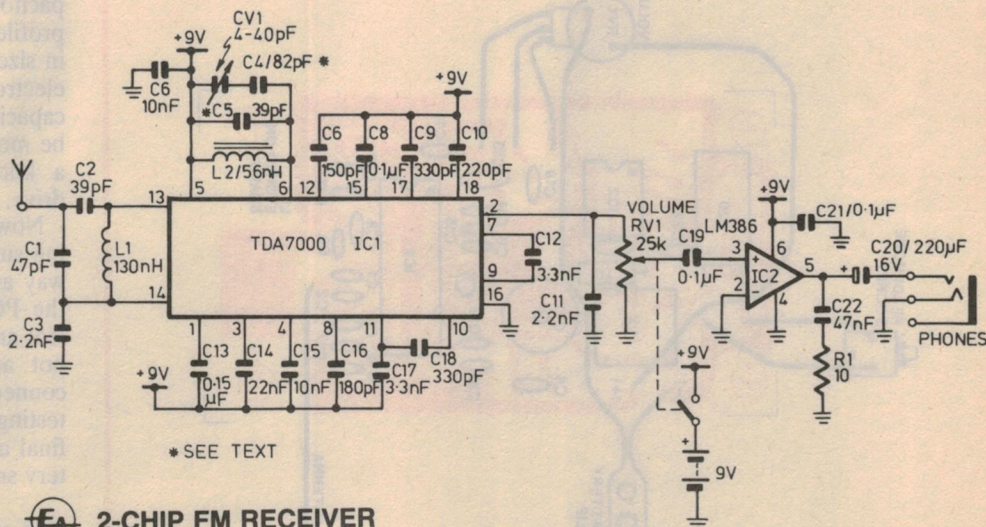 +9V
CV1
4-40pF
C4/82pF *
C6
10nF
* C5 39pF
L2/56nH
+9V
C6
150pF
C8
0·1µF
C9
330pF
C10
220pF
5
6
12
15
17
18
C2
39pF
13
C1
47pF
L1
130nH
14
C3
2·2nF
TDA7000 IC1
2
7
9
16
C12
3·3nF
C11
2·2nF
VOLUME
RV1
25k
C19
0·1µF
LM386
+9V
C21/0·1µF
3
6
+
IC2
5
2
−
4
C20/220µF
+ 16V
C22
47nF
R1
10
PHONES
1
3
4
8
11
10
C13
0·15
µF
C14
22nF
C15
10nF
C16
180pF
C17
3·3nF
C18
330pF
+9V
+9V
+
9V
* SEE TEXT
EA 2-CHIP FM RECEIVER